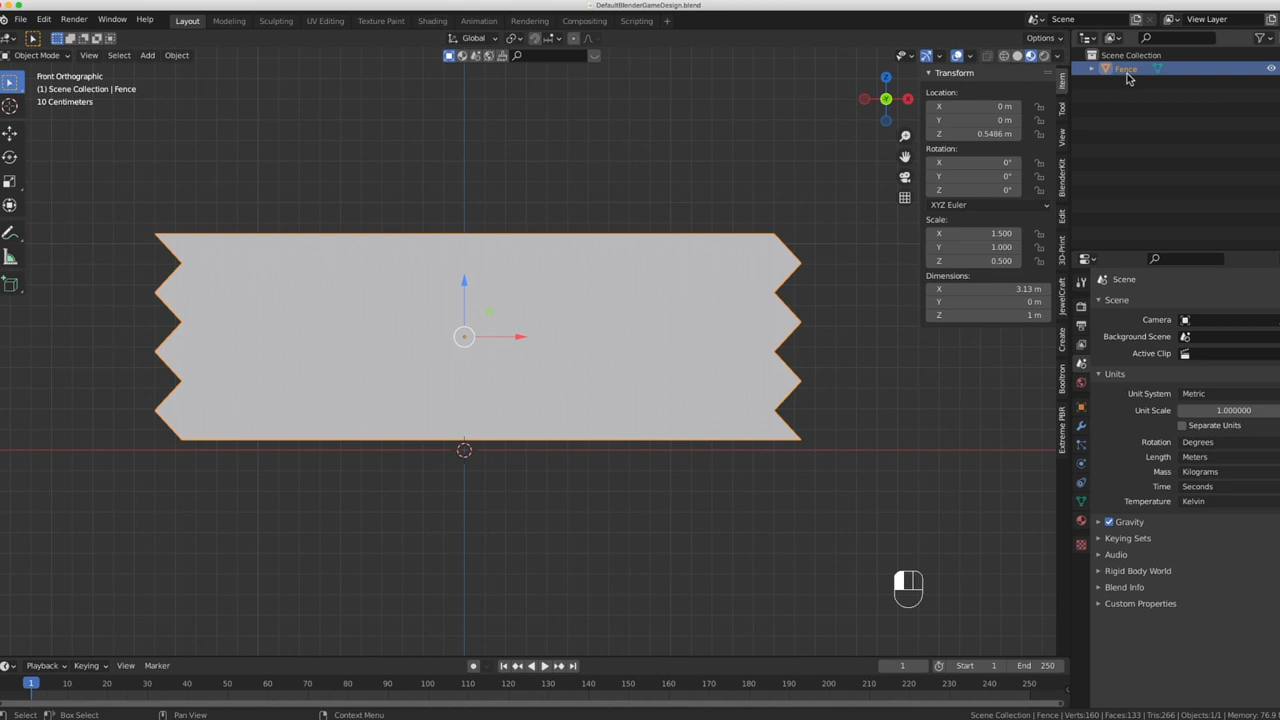 DefaultBlenderGameDesign.blend
File Edit Render Window Help Layout Modeling Sculpting UV Editing Texture Paint Shading Animation Rendering Compositing Scripting + Scene View Layer
Global Options
Object Mode View Select Add Object
Front Orthographic
(1) Scene Collection | Fence
10 Centimeters
Z
Y
X
Transform
Location:
X 0 m
Y 0 m
Z 0.5486 m
Rotation:
X 0°
Y 0°
Z 0°
XYZ Euler
Scale:
X 1.500
Y 1.000
Z 0.500
Dimensions:
X 3.13 m
Y 0 m
Z 1 m
Item
Tool
View
BlenderKit
Edit
3D-Print
JewelCraft
Create
Booltron
Extreme PBR
Scene Collection
Fence
Scene
Scene
Camera
Background Scene
Active Clip
Units
Unit System Metric
Unit Scale 1.000000
Separate Units
Rotation Degrees
Length Meters
Mass Kilograms
Time Seconds
Temperature Kelvin
Gravity
Keying Sets
Audio
Rigid Body World
Blend Info
Custom Properties
Playback Keying View Marker 1 Start 1 End 250
1 10 20 30 40 50 60 70 80 90 100 110 120 130 140 150 160 170 180 190 200 210 220 230 240 250
Select Box Select Pan View Context Menu Scene Collection | Fence | Verts:160 | Faces:133 | Tris:266 | Objects:1/1 | Memory: 76.9